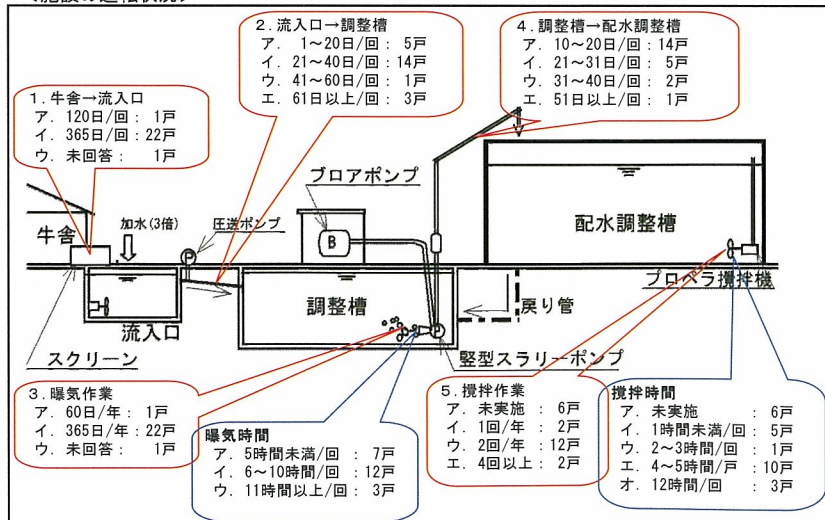 2．流入口→調整槽
ア． 1～20日/回： 5戸
イ．21～40日/回：14戸
ウ．41～60日/回： 1戸
エ．61日以上/回： 3戸
4．調整槽→配水調整槽
ア．10～20日/回：14戸
イ．21～31日/回： 5戸
ウ．31～40日/回： 2戸
エ．51日以上/回： 1戸
1．牛舎→流入口
ア．120日/回： 1戸
イ．365日/回：22戸
ウ．未回答： 1戸
ブロアポンプ
牛舎
加水(3倍)
圧送ポンプ
P
B
配水調整槽
プロペラ攪拌機
調整槽
戻り管
流入口
P
スクリーン
竪型スラリーポンプ
3．曝気作業
ア． 60日/年： 1戸
イ．365日/年：22戸
ウ．未回答： 1戸
曝気時間
ア．5時間未満/回 ： 7戸
イ．6～10時間/回 ：12戸
ウ．11時間以上/回： 3戸
5．攪拌作業
ア．未実施 ： 6戸
イ．1回/年 ： 2戸
ウ．2回/年 ：12戸
エ．4回以上： 2戸
攪拌時間
ア．未実施 ： 6戸
イ．1時間未満/回： 5戸
ウ．2～3時間/回 ： 1戸
エ．4～5時間/戸 ：10戸
オ．12時間/回 ： 3戸